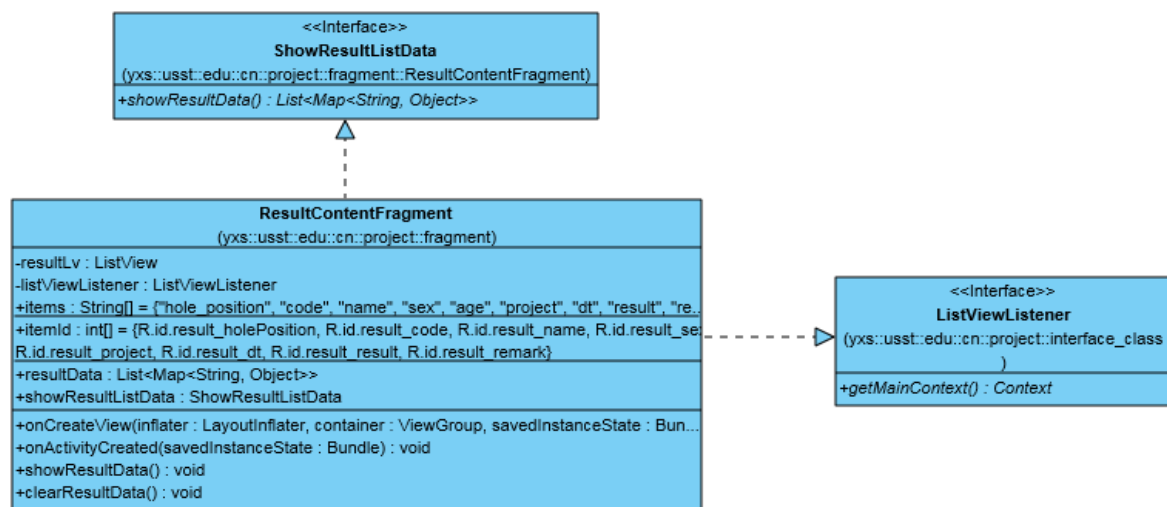 <<Interface>>
ShowResultListData
(yxs::usst::edu::cn::project::fragment::ResultContentFragment)
+showResultData() : List<Map<String, Object>>
ResultContentFragment
(yxs::usst::edu::cn::project::fragment)
-resultLv : ListView
-listViewListener : ListViewListener
+items : String[] = {"hole_position", "code", "name", "sex", "age", "project", "dt", "result", "re...
+itemId : int[] = {R.id.result_holePosition, R.id.result_code, R.id.result_name, R.id.result_se
R.id.result_project, R.id.result_dt, R.id.result_result, R.id.result_remark}
+resultData : List<Map<String, Object>>
+showResultListData : ShowResultListData
+onCreateView(inflater : LayoutInflater, container : ViewGroup, savedInstanceState : Bun...
+onActivityCreated(savedInstanceState : Bundle) : void
+showResultData() : void
+clearResultData() : void
<<Interface>>
ListViewListener
(yxs::usst::edu::cn::project::interface_class
)
+getMainContext() : Context